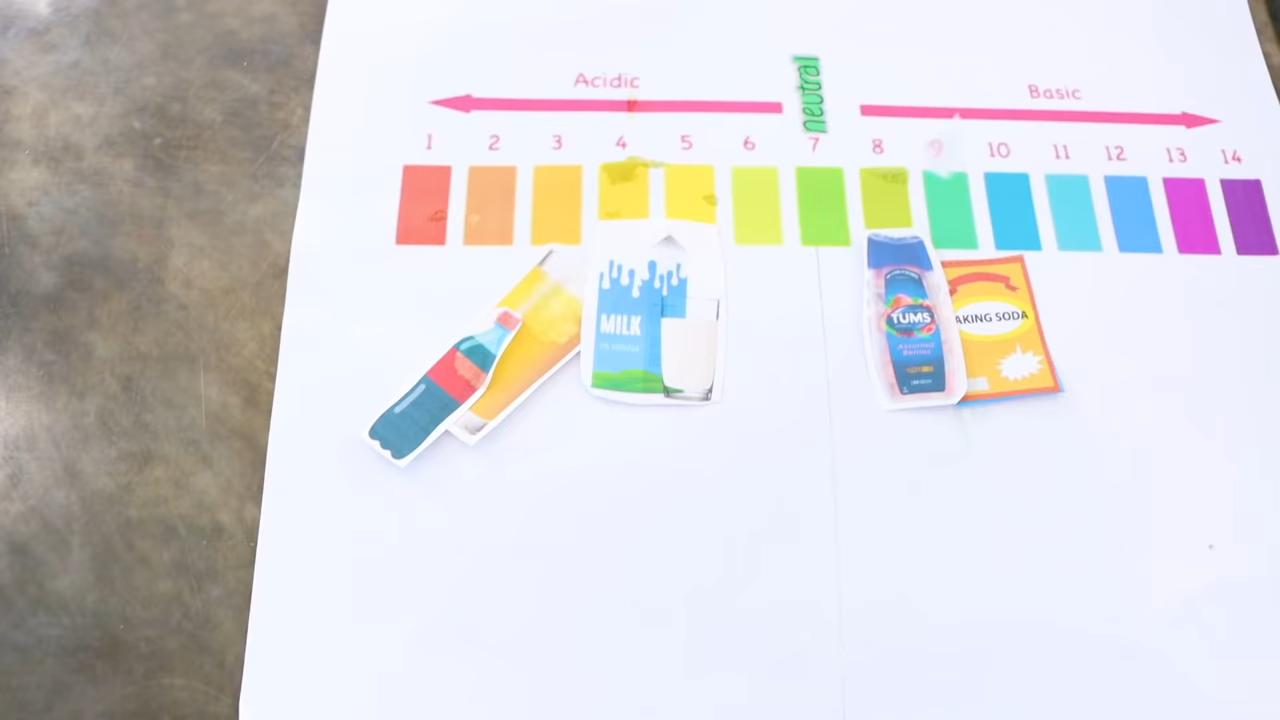 Acidic
neutral
Basic
1 2 3 4 5 6 7 8 9 10 11 12 13 14
MILK
TUMS
Assorted
Berries
AKING SODA